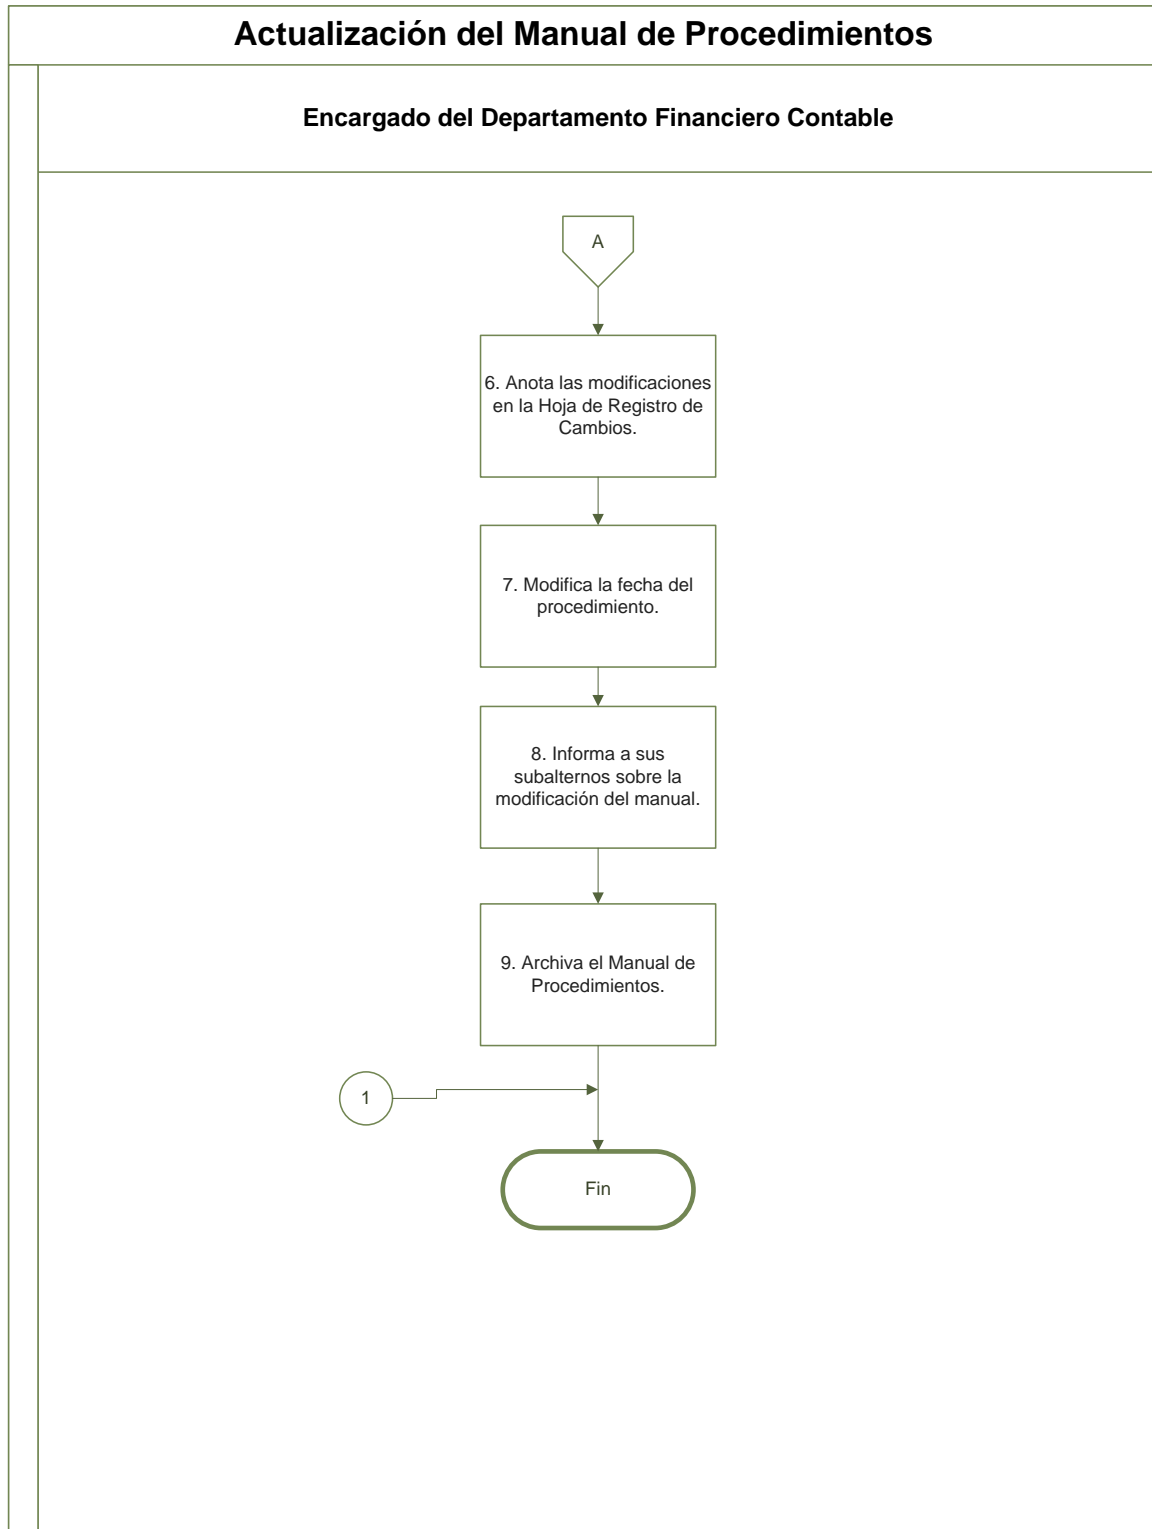 Actualización del Manual de Procedimientos
Encargado del Departamento Financiero Contable
A
6. Anota las modificaciones
en la Hoja de Registro de
Cambios.
7. Modifica la fecha del
procedimiento.
8. Informa a sus
subalternos sobre la
modificación del manual.
9. Archiva el Manual de
Procedimientos.
1
Fin